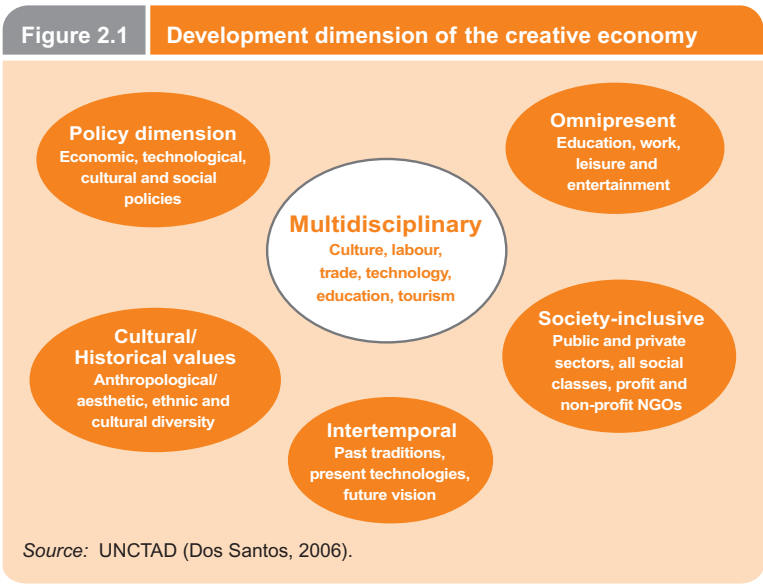 Figure 2.1
Development dimension of the creative economy
Policy dimension
Economic, technological,
cultural and social
policies
Omnipresent
Education, work,
leisure and
entertainment
Multidisciplinary
Culture, labour,
trade, technology,
education, tourism
Cultural/
Historical values
Anthropological/
aesthetic, ethnic and
cultural diversity
Society-inclusive
Public and private
sectors, all social
classes, profit and
non-profit NGOs
Intertemporal
Past traditions,
present technologies,
future vision
Source: UNCTAD (Dos Santos, 2006).